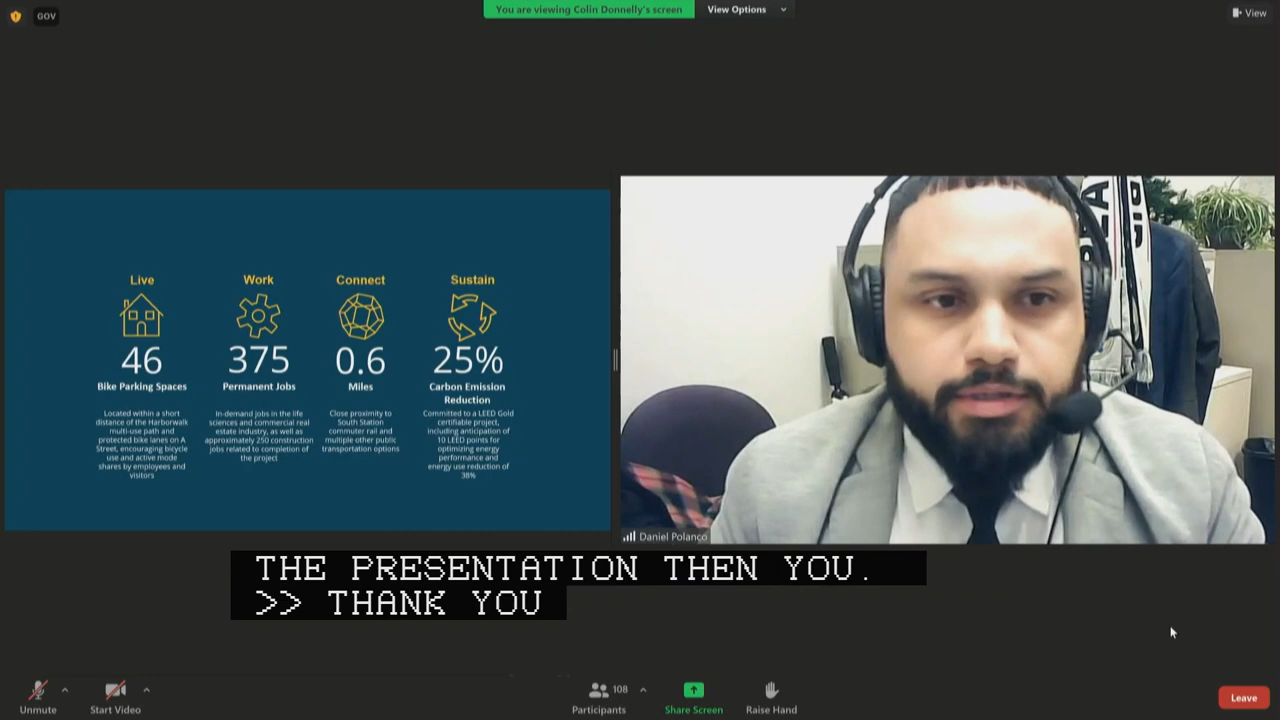 GOV
You are viewing Colin Donnelly's screen
View Options
View
Live
46
Bike Parking Spaces
Located within a short
distance of the Harborwalk
multi-use path and
protected bike lanes on A
Street, encouraging bicycle
use and active mode
shares by employees and
visitors
Work
375
Permanent Jobs
In-demand jobs in the life
sciences and commercial real
estate industry, as well as
approximately 250 construction
jobs related to completion of
the project
Connect
0.6
Miles
Close proximity to
South Station
commuter rail and
multiple other public
transportation options
Sustain
25%
Carbon Emission
Reduction
Committed to a LEED Gold
certifiable project,
including anticipation of
10 LEED points for
optimizing energy
performance and
energy use reduction of
38%
Daniel Polanco
THE PRESENTATION THEN YOU.
>> THANK YOU
Unmute
Start Video
108
Participants
Share Screen
Raise Hand
Leave